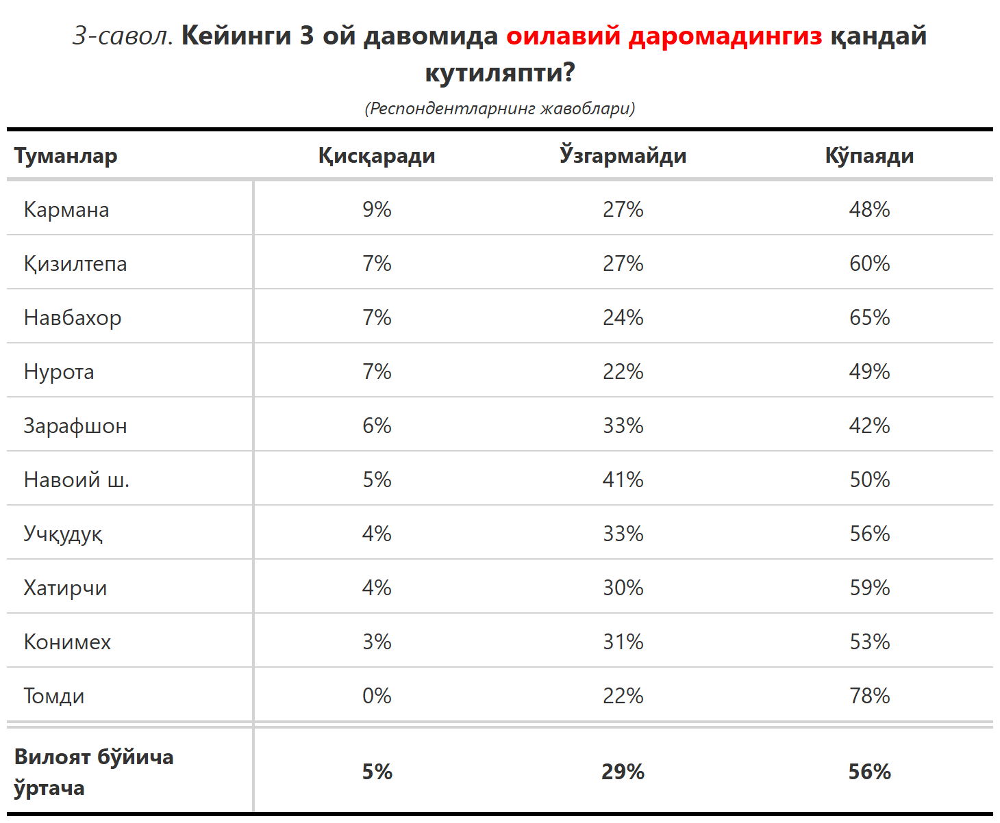 3-савол. Кейинги 3 ой давомида оилавий даромадингиз қандай
кутиляпти?
(Респондентларнинг жавоблари)
Туманлар Қисқаради Ўзгармайди Кўпаяди
Кармана 9% 27% 48%
Қизилтепа 7% 27% 60%
Навбахор 7% 24% 65%
Нурота 7% 22% 49%
Зарафшон 6% 33% 42%
Навоий ш. 5% 41% 50%
Учқудуқ 4% 33% 56%
Хатирчи 4% 30% 59%
Конимех 3% 31% 53%
Томди 0% 22% 78%
Вилоят бўйича
ўртача 5% 29% 56%